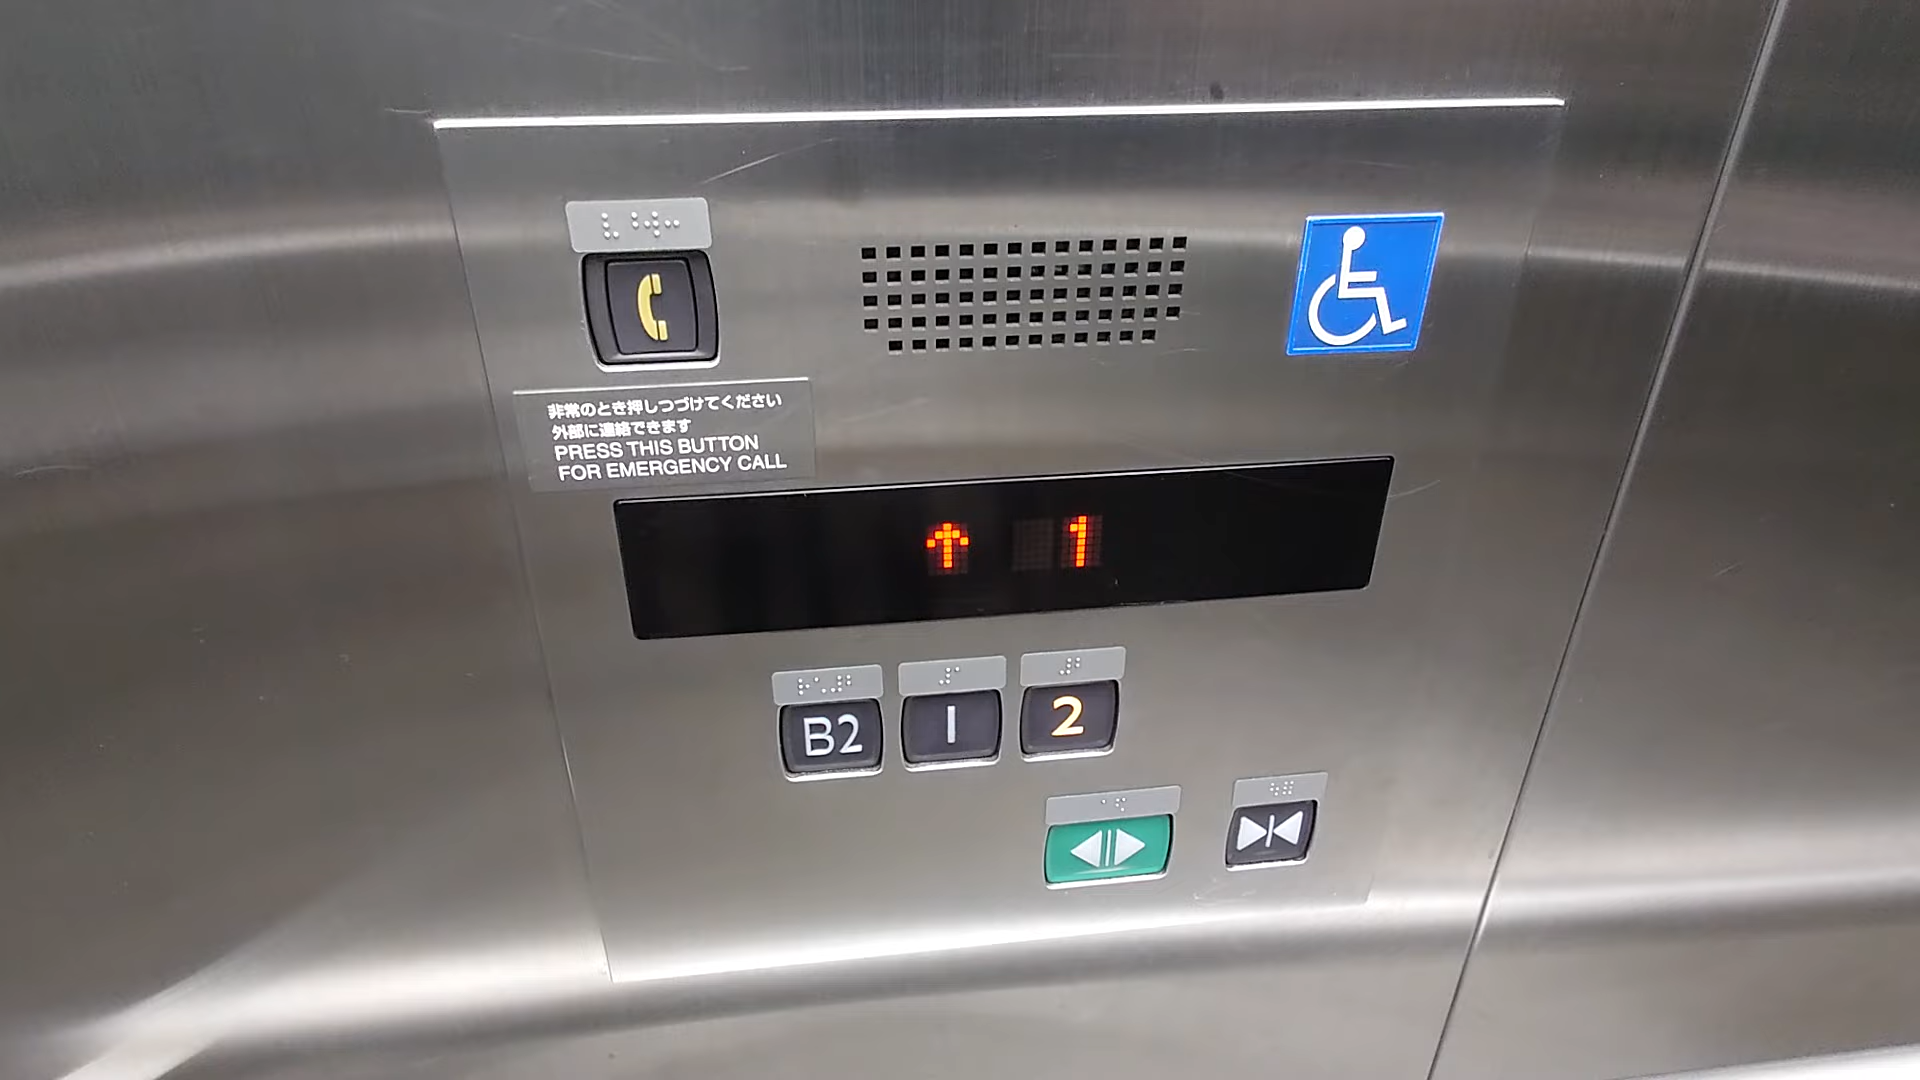 非常のとき押しつづけてください
外部に連絡できます
PRESS THIS BUTTON
FOR EMERGENCY CALL
↑ 1
B2 1 2